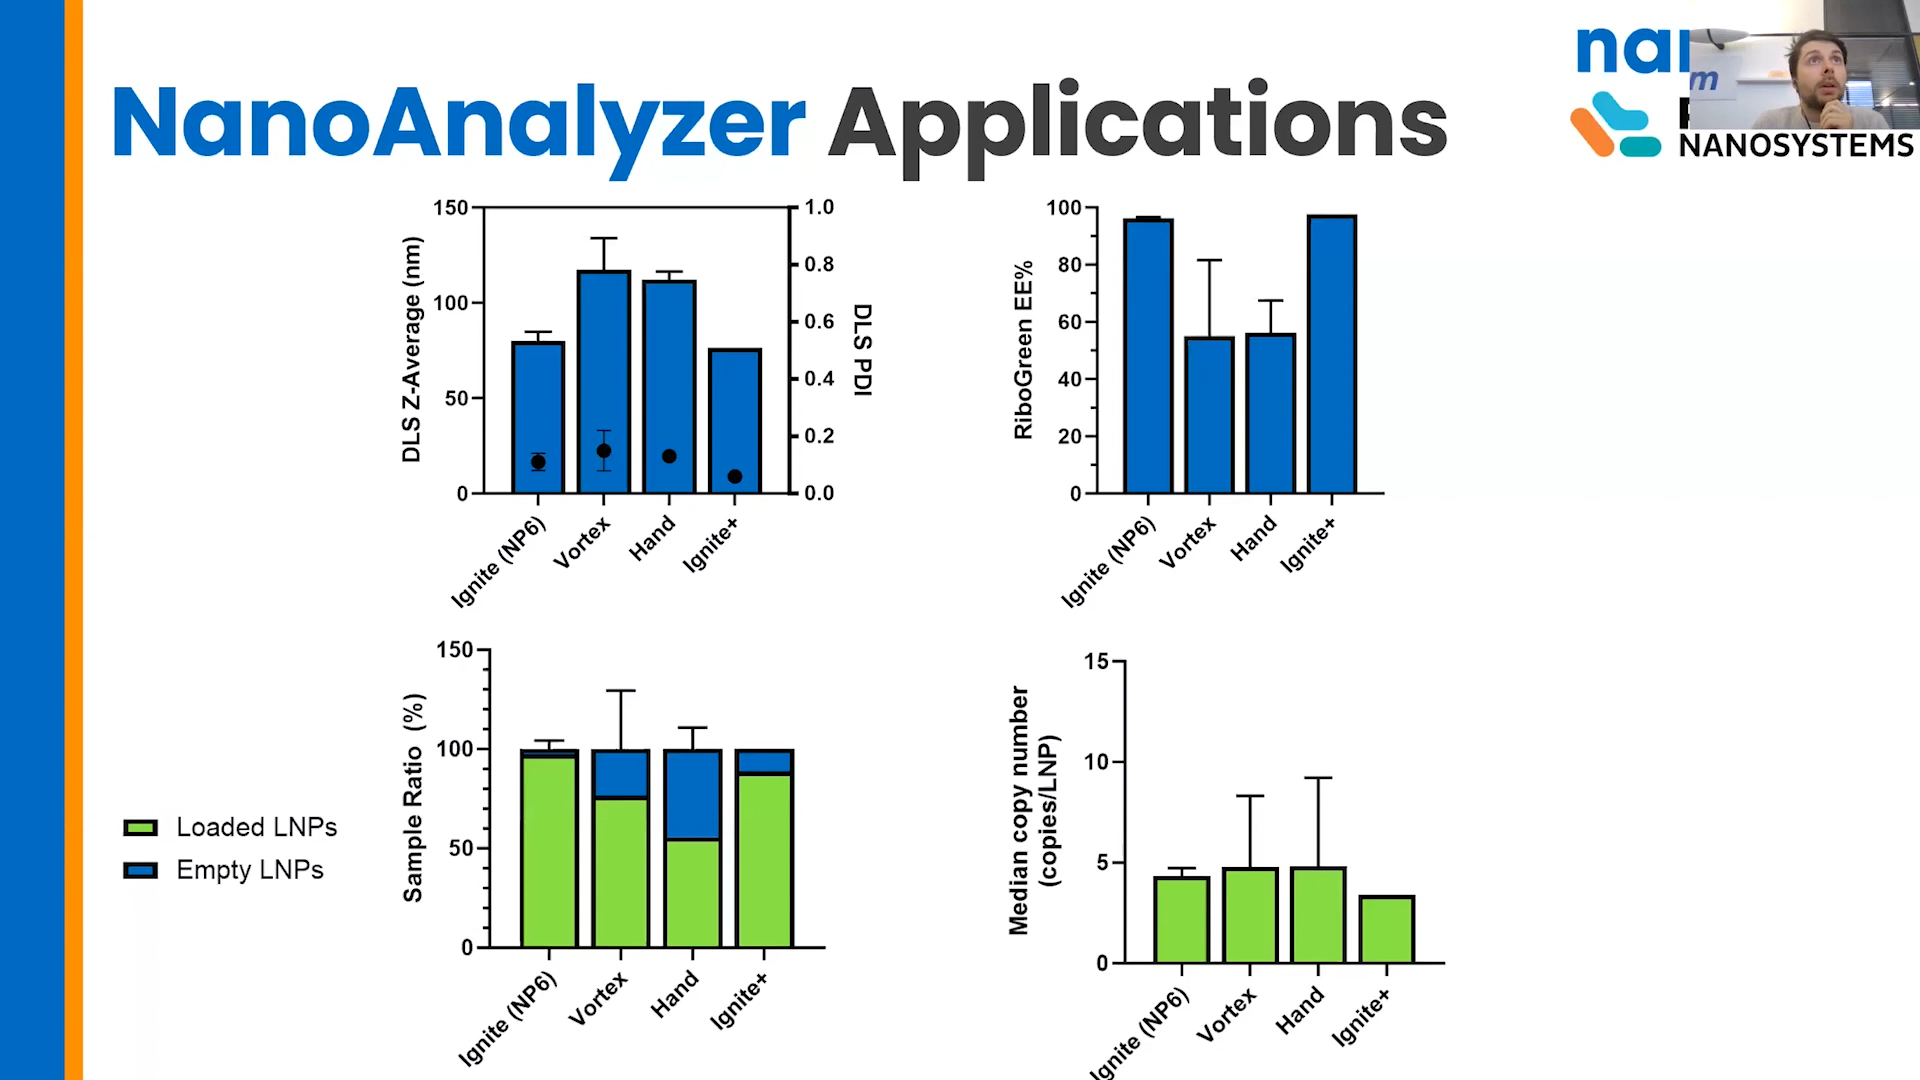 NanoAnalyzer Applications
nan
m
NANOSYSTEMS
150
100
50
0
DLS Z-Average (nm)
1.0
0.8
0.6
0.4
0.2
0.0
DLS PDI
Ignite (NP6)
Vortex
Hand
Ignite+
100
80
60
40
20
0
RiboGreen EE%
Ignite (NP6)
Vortex
Hand
Ignite+
Loaded LNPs
Empty LNPs
150
100
50
0
Sample Ratio (%)
Ignite (NP6)
Vortex
Hand
Ignite+
15
10
5
0
Median copy number
(copies/LNP)
Ignite (NP6)
Vortex
Hand
Ignite+